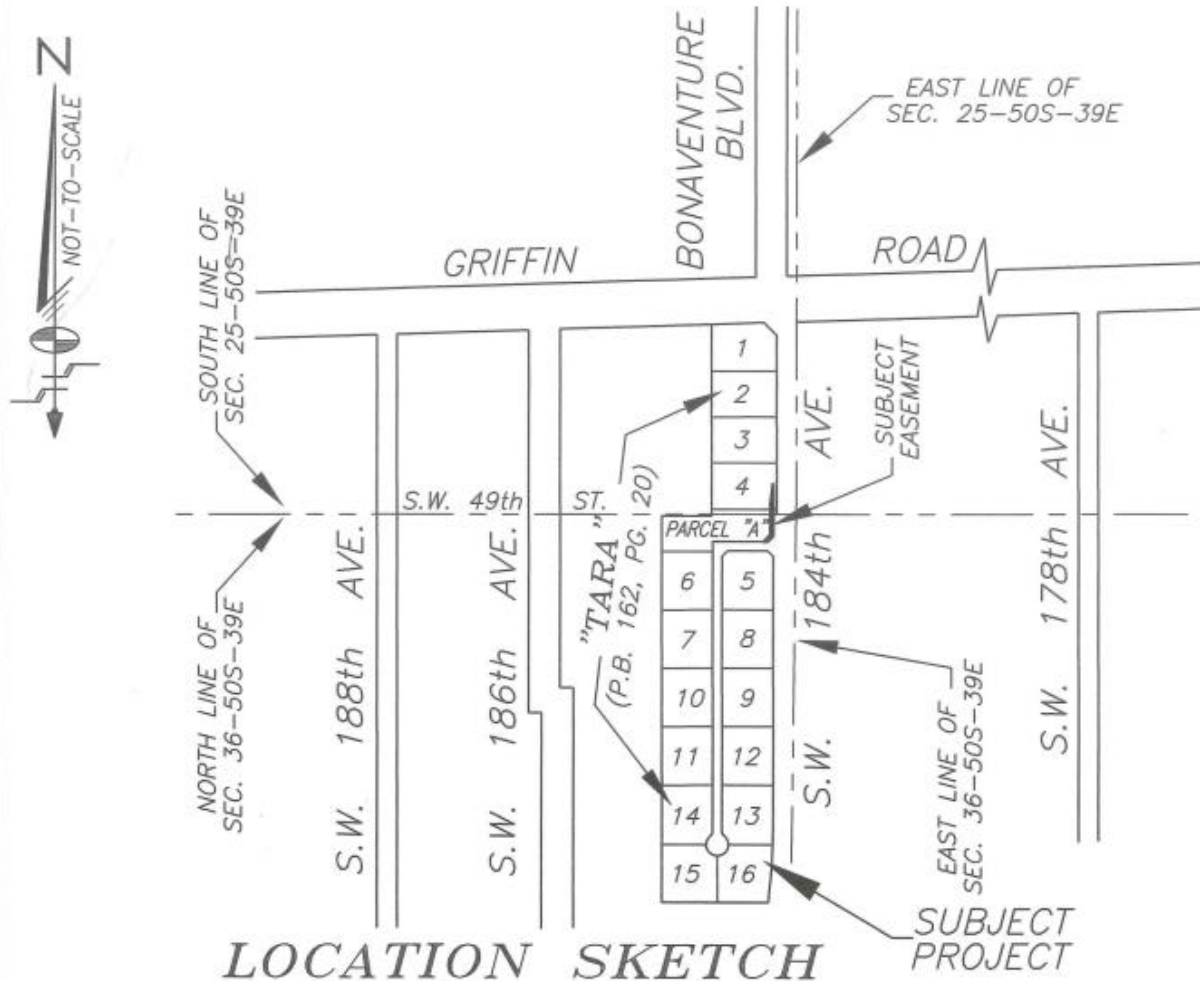 N
NOT-TO-SCALE
BONAVENTURE
BLVD.
EAST LINE OF
SEC. 25-50S-39E
SOUTH LINE OF
SEC. 25-50S-39E
GRIFFIN
ROAD
1
2
3
4
SUBJECT
EASEMENT
S.W. 49th ST.
PARCEL "A"
"TARA"
(P.B. 162, PG. 20)
6
5
7
8
10
9
11
12
14
13
15
16
NORTH LINE OF
SEC. 36-50S-39E
S.W. 188th AVE.
S.W. 186th AVE.
S.W. 184th AVE.
S.W. 178th AVE.
EAST LINE OF
SEC. 36-50S-39E
SUBJECT
PROJECT
LOCATION SKETCH